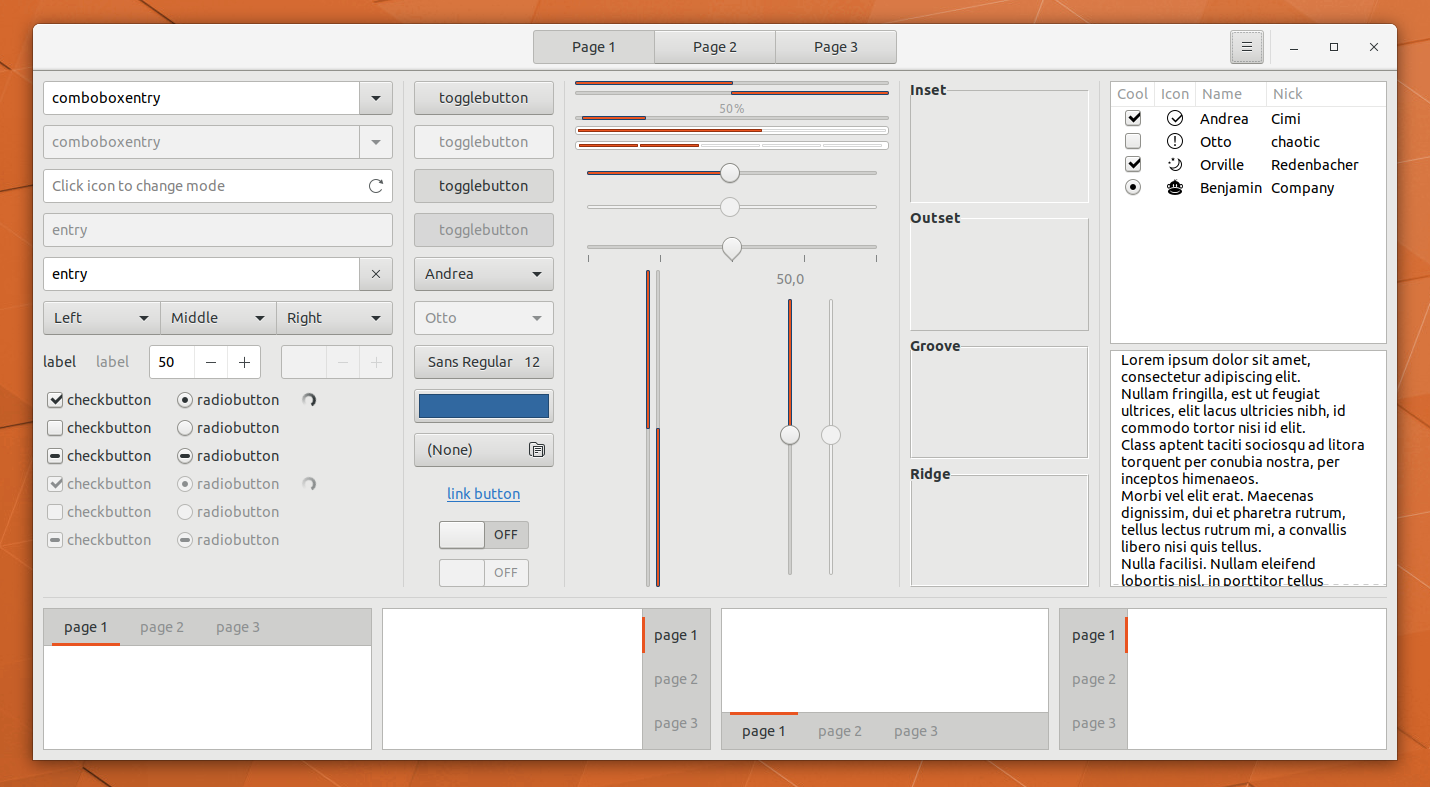 Page 1
Page 2
Page 3
comboboxentry
comboboxentry
Click icon to change mode
entry
entry
Left
Middle
Right
label
label
50
checkbutton
radiobutton
checkbutton
radiobutton
checkbutton
radiobutton
checkbutton
radiobutton
checkbutton
radiobutton
checkbutton
radiobutton
togglebutton
togglebutton
togglebutton
togglebutton
Andrea
Otto
Sans Regular 12
(None)
link button
OFF
OFF
50%
50,0
Inset
Outset
Groove
Ridge
Cool Icon Name Nick
Andrea Cimi
Otto chaotic
Orville Redenbacher
Benjamin Company
Lorem ipsum dolor sit amet,
consectetur adipiscing elit.
Nullam fringilla, est ut feugiat
ultrices, elit lacus ultricies nibh, id
commodo tortor nisi id elit.
Class aptent taciti sociosqu ad litora
torquent per conubia nostra, per
inceptos himenaeos.
Morbi vel elit erat. Maecenas
dignissim, dui et pharetra rutrum,
tellus lectus rutrum mi, a convallis
libero nisi quis tellus.
Nulla facilisi. Nullam eleifend
lobortis nisl, in porttitor tellus
page 1
page 2
page 3
page 1
page 2
page 3
page 1
page 2
page 3
page 1
page 2
page 3